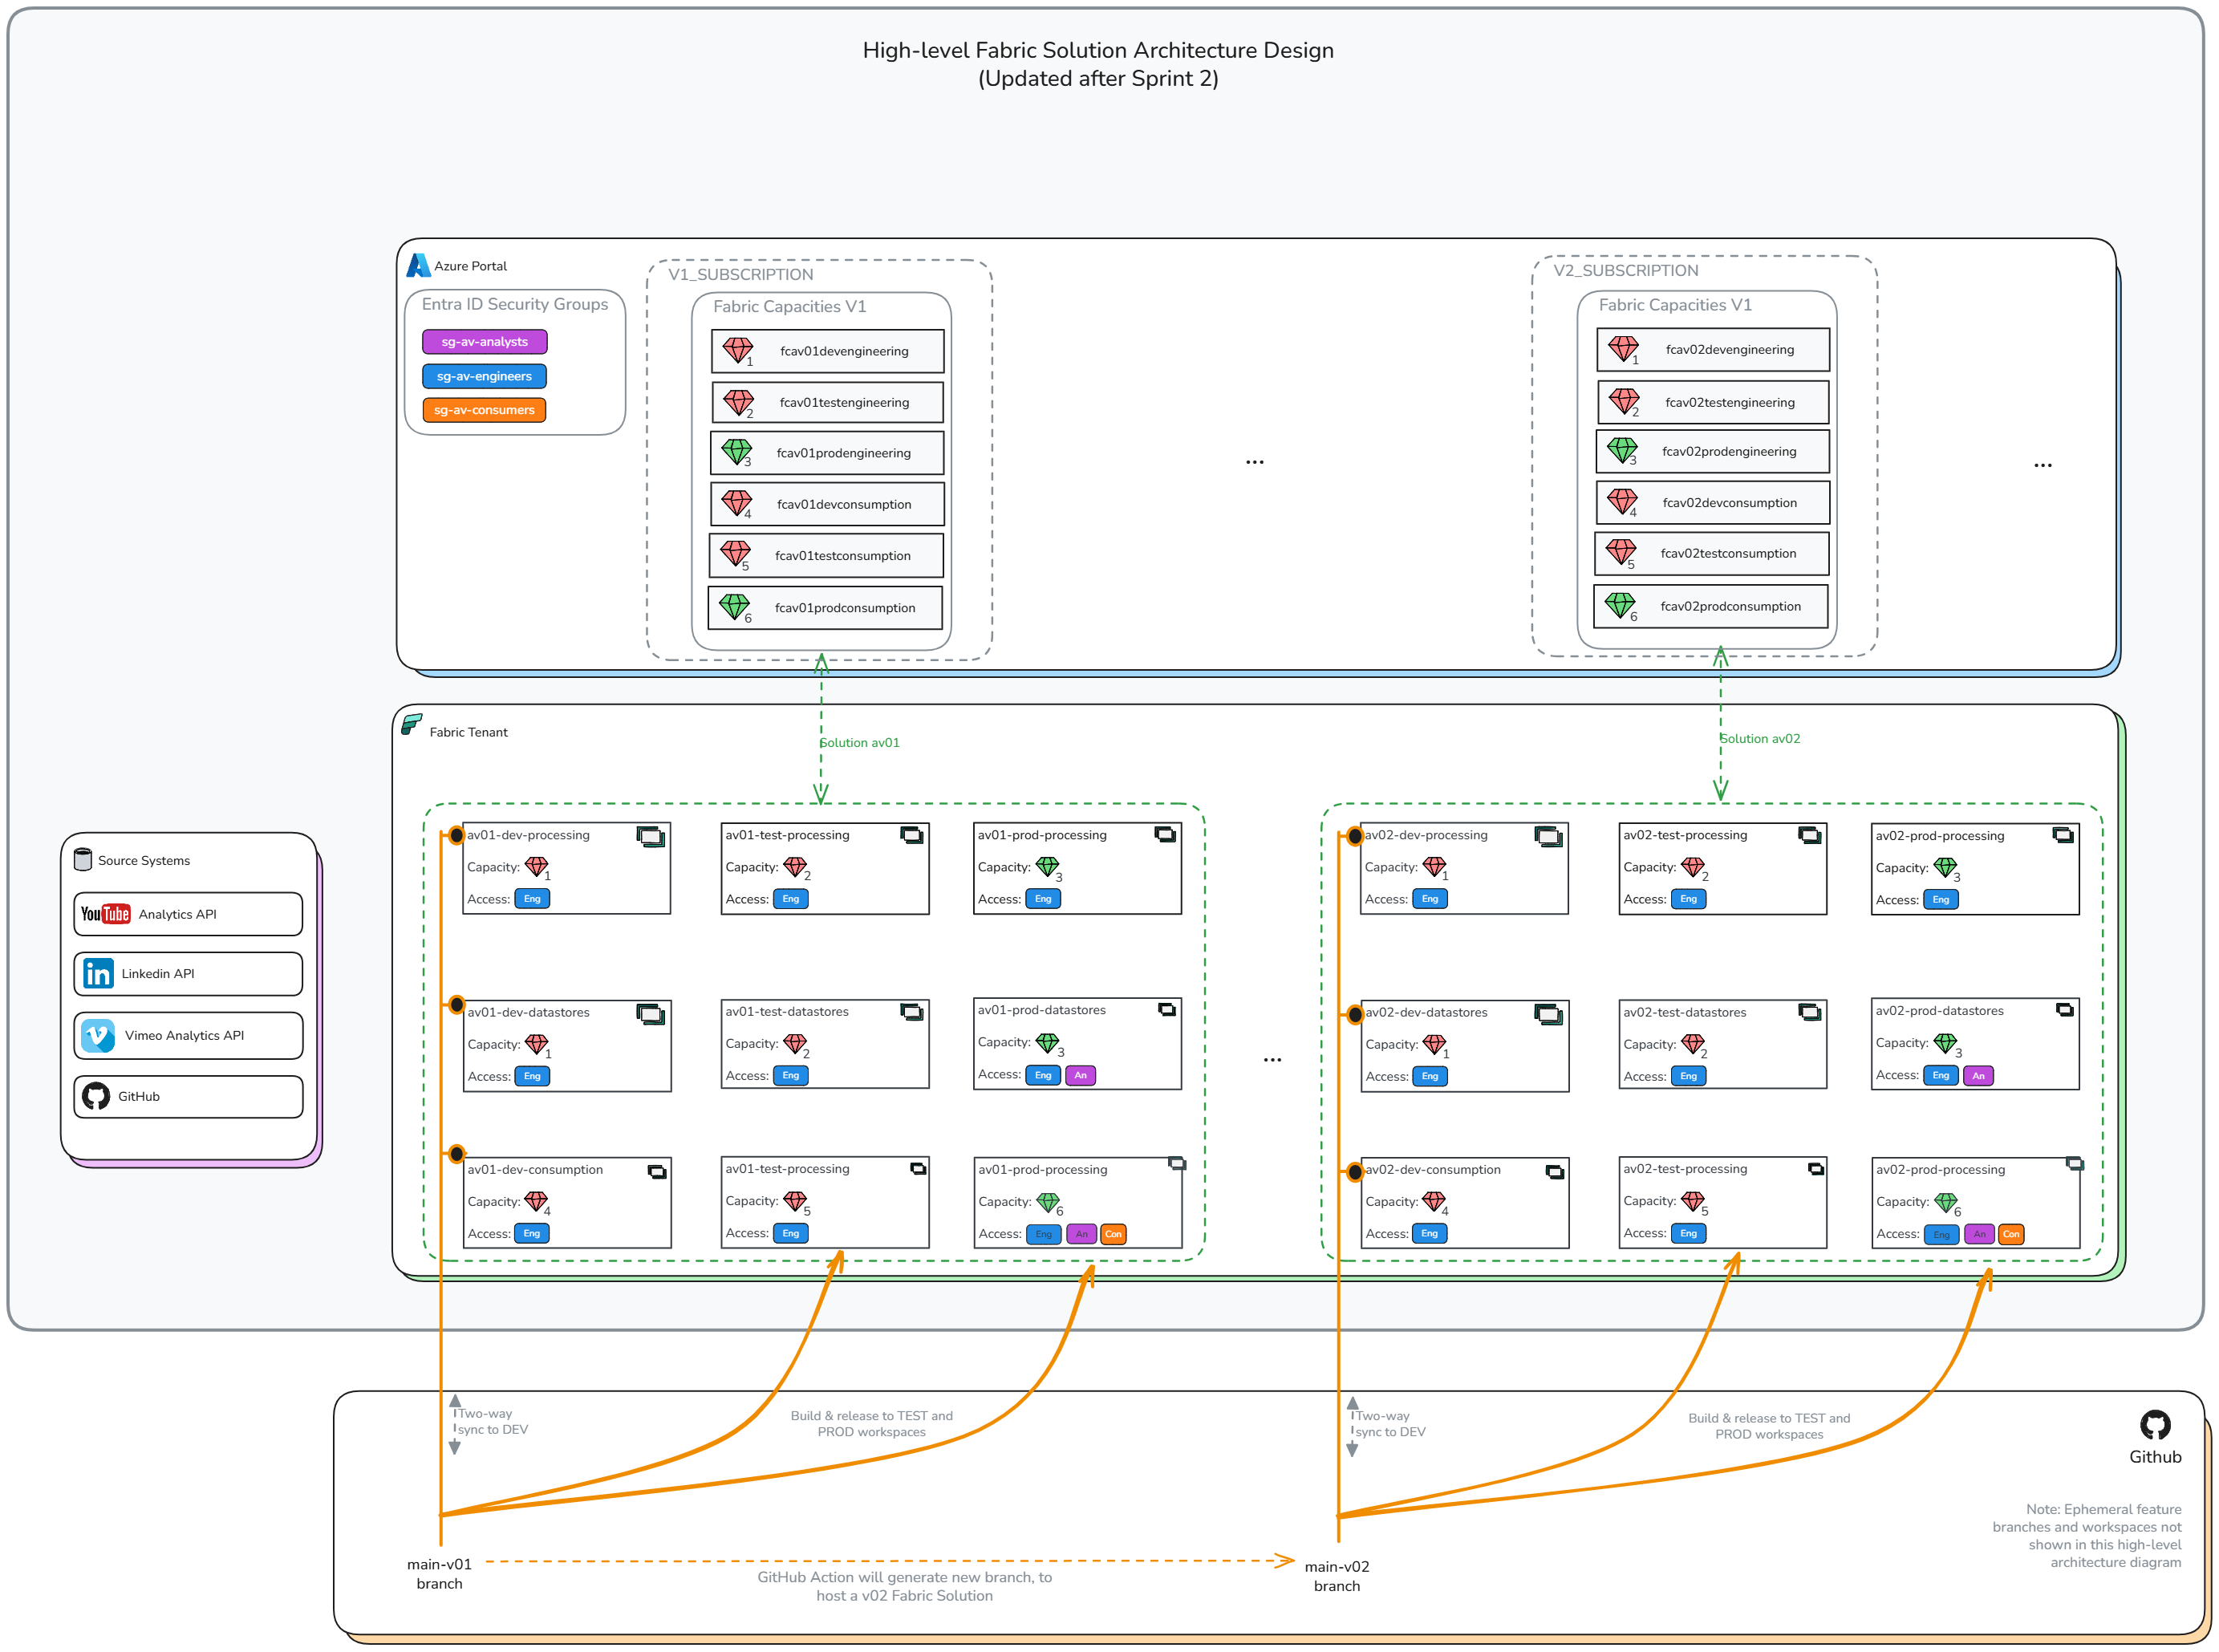 High-level Fabric Solution Architecture Design
(Updated after Sprint 2)
Azure Portal
Entra ID Security Groups
sg-av-analysts
sg-av-engineers
sg-av-consumers
V1_SUBSCRIPTION
Fabric Capacities V1
1 fcav01devengineering
2 fcav01testengineering
3 fcav01prodengineering
4 fcav01devconsumption
5 fcav01testconsumption
6 fcav01prodconsumption
...
V2_SUBSCRIPTION
Fabric Capacities V1
1 fcav02devengineering
2 fcav02testengineering
3 fcav02prodengineering
4 fcav02devconsumption
5 fcav02testconsumption
6 fcav02prodconsumption
...
Solution av01
Solution av02
Fabric Tenant
Source Systems
YouTube Analytics API
in Linkedin API
Vimeo Analytics API
GitHub
av01-dev-processing
Capacity: 1
Access: Eng
av01-test-processing
Capacity: 2
Access: Eng
av01-prod-processing
Capacity: 3
Access: Eng
av01-dev-datastores
Capacity: 1
Access: Eng
av01-test-datastores
Capacity: 2
Access: Eng
av01-prod-datastores
Capacity: 3
Access: Eng An
av01-dev-consumption
Capacity: 4
Access: Eng
av01-test-processing
Capacity: 5
Access: Eng
av01-prod-processing
Capacity: 6
Access: Eng An Con
...
av02-dev-processing
Capacity: 1
Access: Eng
av02-test-processing
Capacity: 2
Access: Eng
av02-prod-processing
Capacity: 3
Access: Eng
av02-dev-datastores
Capacity: 1
Access: Eng
av02-test-datastores
Capacity: 2
Access: Eng
av02-prod-datastores
Capacity: 3
Access: Eng An
av02-dev-consumption
Capacity: 4
Access: Eng
av02-test-processing
Capacity: 5
Access: Eng
av02-prod-processing
Capacity: 6
Access: Eng An Con
Two-way
sync to DEV
Build & release to TEST and
PROD workspaces
Two-way
sync to DEV
Build & release to TEST and
PROD workspaces
Github
Note: Ephemeral feature
branches and workspaces not
shown in this high-level
architecture diagram
main-v01
branch
GitHub Action will generate new branch, to
host a v02 Fabric Solution
main-v02
branch